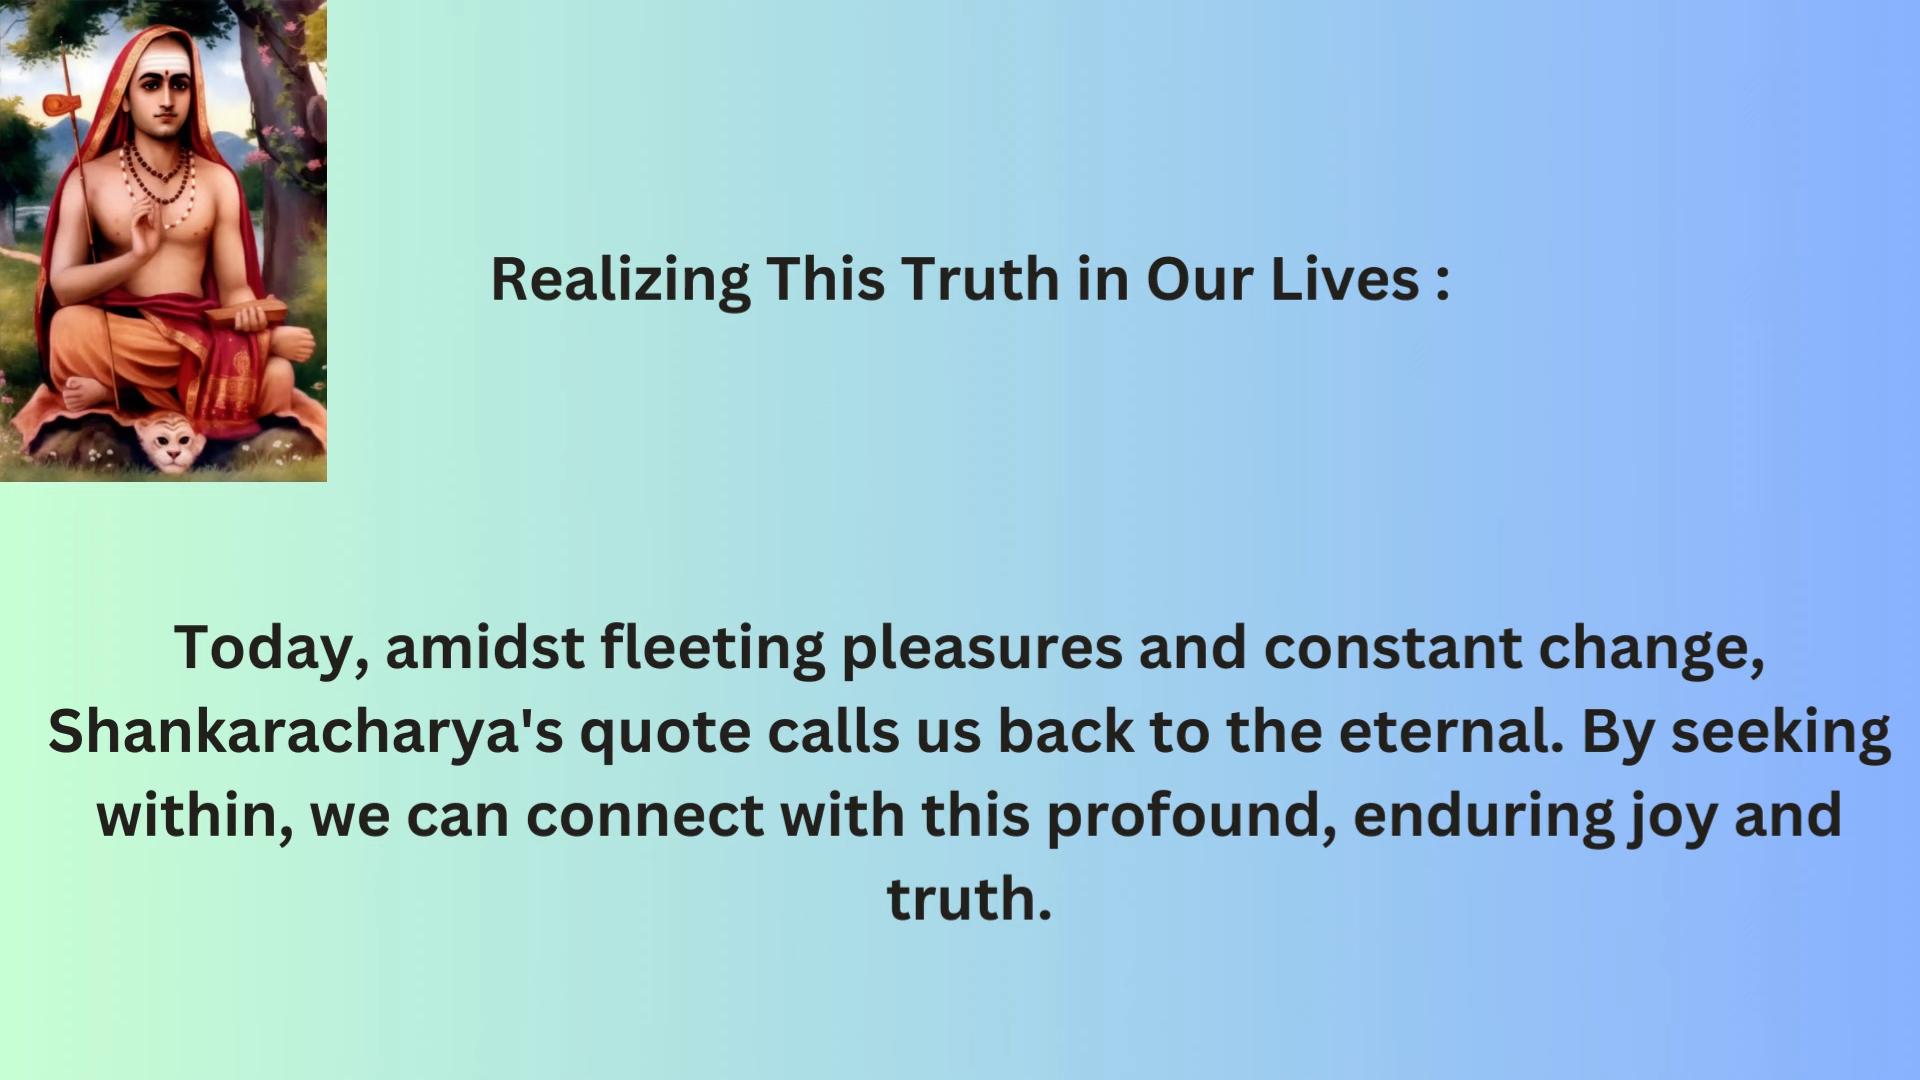 Realizing This Truth in Our Lives :
Today, amidst fleeting pleasures and constant change,
Shankaracharya's quote calls us back to the eternal. By seeking
within, we can connect with this profound, enduring joy and
truth.